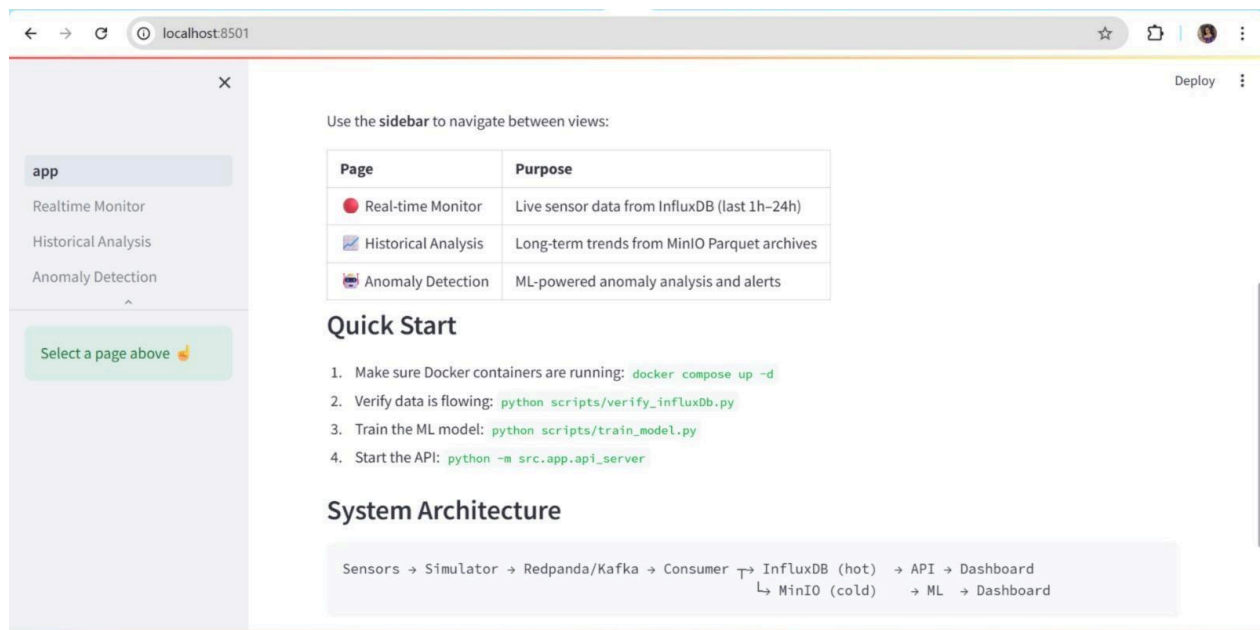 localhost:8501
Deploy
app
Realtime Monitor
Historical Analysis
Anomaly Detection
Select a page above ☝
Use the sidebar to navigate between views:
Page Purpose
🔴 Real-time Monitor Live sensor data from InfluxDB (last 1h–24h)
📈 Historical Analysis Long-term trends from MinIO Parquet archives
🤖 Anomaly Detection ML-powered anomaly analysis and alerts
Quick Start
1. Make sure Docker containers are running: docker compose up -d
2. Verify data is flowing: python scripts/verify_influxDb.py
3. Train the ML model: python scripts/train_model.py
4. Start the API: python -m src.app.api_server
System Architecture
Sensors → Simulator → Redpanda/Kafka → Consumer ┬→ InfluxDB (hot) → API → Dashboard
└→ MinIO (cold) → ML → Dashboard